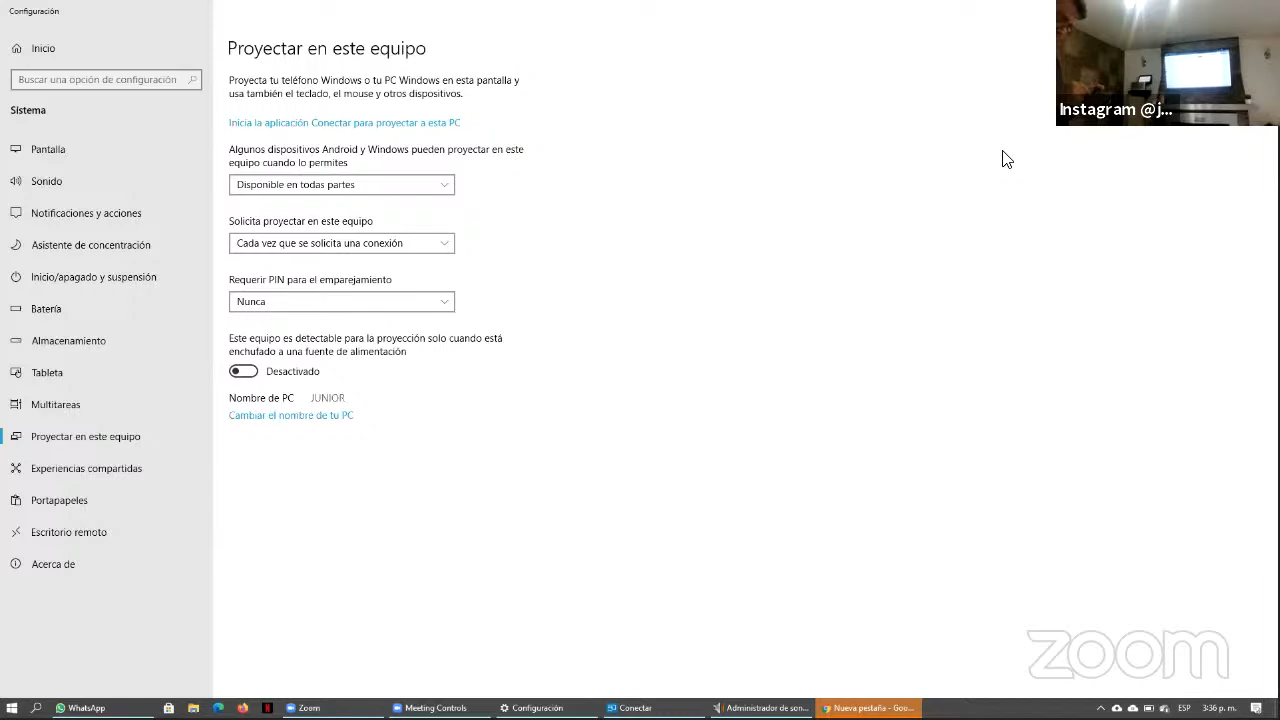 Configuración
Inicio
Buscar una opción de configuración
Sistema
Pantalla
Sonido
Notificaciones y acciones
Asistente de concentración
Inicio/apagado y suspensión
Batería
Almacenamiento
Tableta
Multitareas
Proyectar en este equipo
Experiencias compartidas
Portapapeles
Escritorio remoto
Acerca de
Proyectar en este equipo
Proyecta tu teléfono Windows o tu PC Windows en esta pantalla y
usa también el teclado, el mouse y otros dispositivos.
Inicia la aplicación Conectar para proyectar a esta PC
Algunos dispositivos Android y Windows pueden proyectar en este
equipo cuando lo permites
Disponible en todas partes
Solicita proyectar en este equipo
Cada vez que se solicita una conexión
Requerir PIN para el emparejamiento
Nunca
Este equipo es detectable para la proyección solo cuando está
enchufado a una fuente de alimentación
Desactivado
Nombre de PC JUNIOR
Cambiar el nombre de tu PC
Instagram @j...
zoom
WhatsApp
Zoom
Meeting Controls
Configuración
Conectar
Administrador de son...
Nueva pestaña - Goo...
ESP
3:36 p. m.